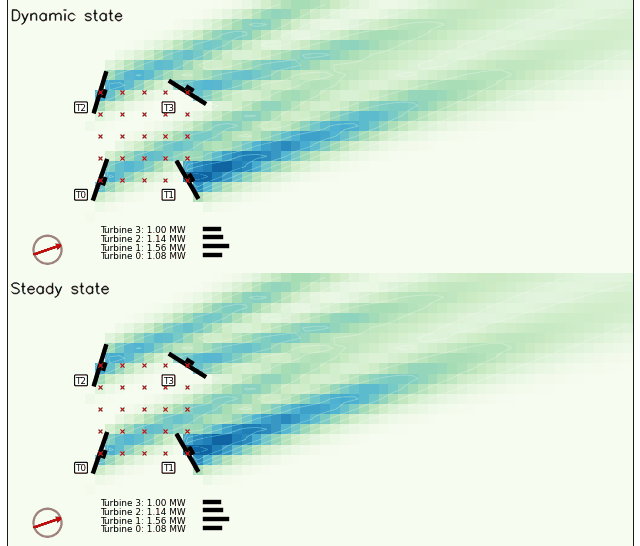 Dynamic state
T2
T3
T0
T1
Turbine 3: 1.00 MW
Turbine 2: 1.14 MW
Turbine 1: 1.56 MW
Turbine 0: 1.08 MW
Steady state
T2
T3
T0
T1
Turbine 3: 1.00 MW
Turbine 2: 1.14 MW
Turbine 1: 1.56 MW
Turbine 0: 1.08 MW